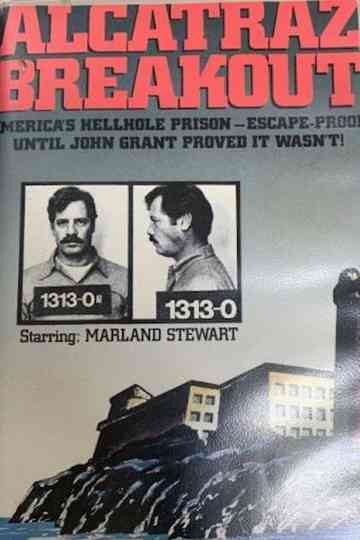 ALCATRAZ
BREAKOUT
MERICA'S HELLHOLE PRISON—ESCAPE-PROOF
UNTIL JOHN GRANT PROVED IT WASN'T!
1313-0
1313-0
Starring: MARLAND STEWART